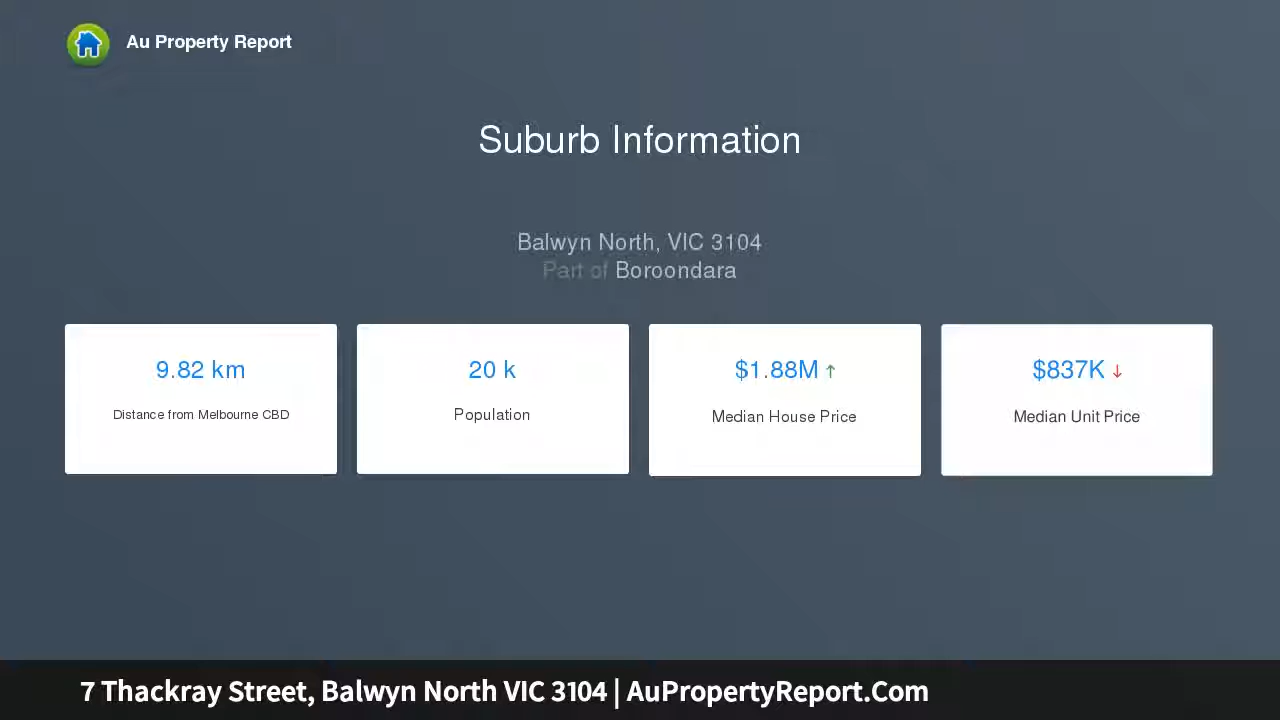 Au Property Report
Suburb Information
Balwyn North, VIC 3104
Part of Boroondara
9.82 km
Distance from Melbourne CBD
20 k
Population
$1.88M ↑
Median House Price
$837K ↓
Median Unit Price
7 Thackray Street, Balwyn North VIC 3104 | AuPropertyReport.Com